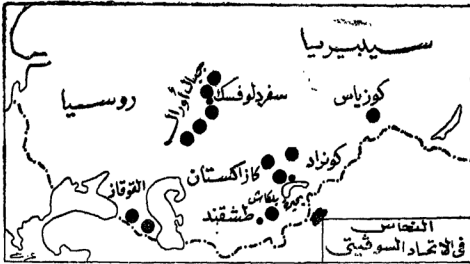 سيبيريا
جبال أورال
روسيا
سفردلوفسك
كوزباس
كونراد
كازاكستان
القوقاز
بحيرة بلكاش
طشقند
النحاس
في الاتحاد السوفيتي